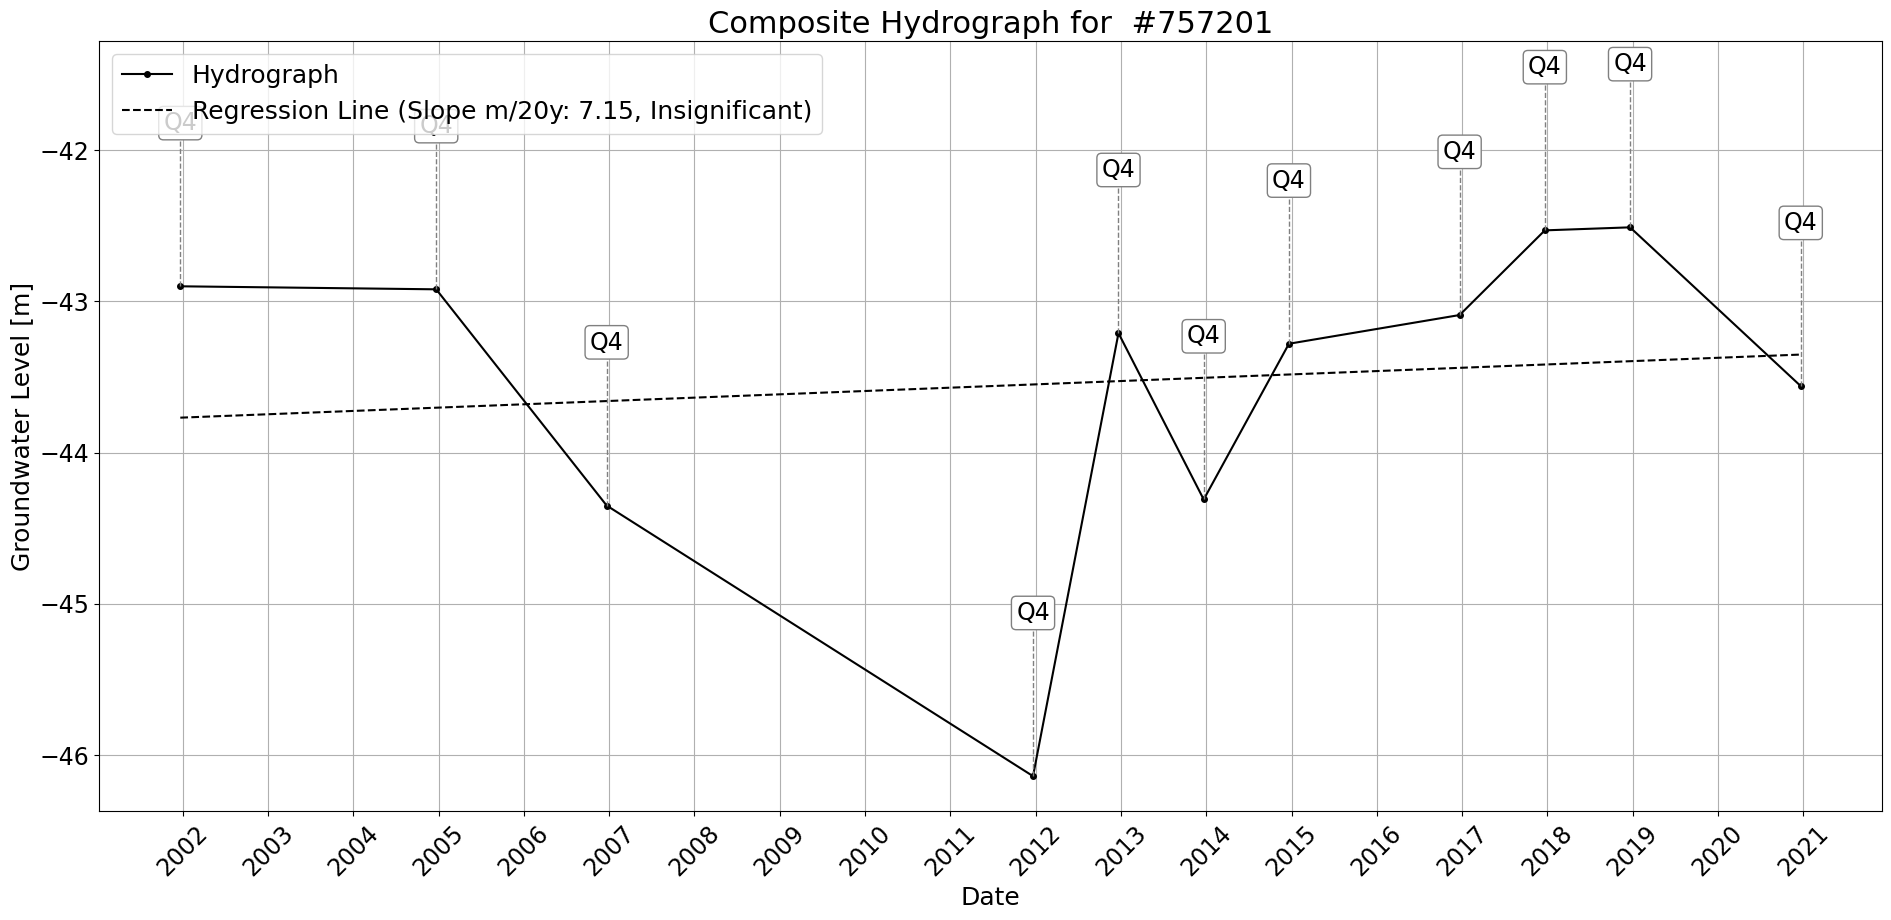 Composite Hydrograph for #757201
Hydrograph
Regression Line (Slope m/20y: 7.15, Insignificant)
Q4
Q4
Q4
Q4
Q4
Q4
Q4
Q4
Q4
Q4
Q4
Groundwater Level [m]
−42
−43
−44
−45
−46
2002
2003
2004
2005
2006
2007
2008
2009
2010
2011
2012
2013
2014
2015
2016
2017
2018
2019
2020
2021
Date